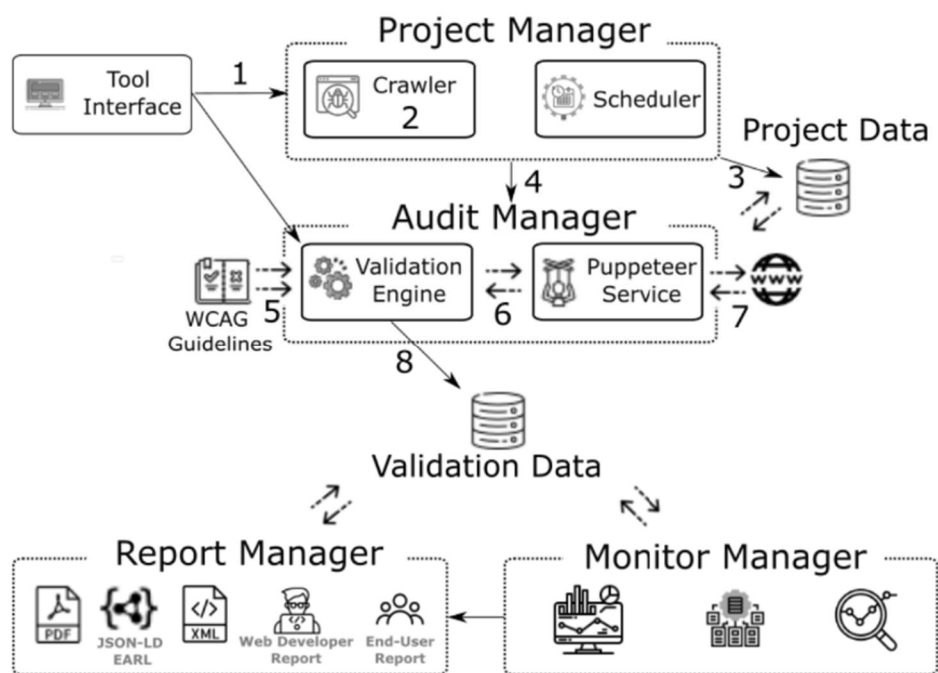 Project Manager
Tool
Interface
1
Crawler
2
Scheduler
Project Data
3
4
Audit Manager
Validation
Engine
Puppeteer
Service
WWW
WCAG
Guidelines
5
6
7
8
Validation Data
Report Manager
Monitor Manager
PDF
JSON-LD
EARL
XML
Web Developer
Report
End-User
Report